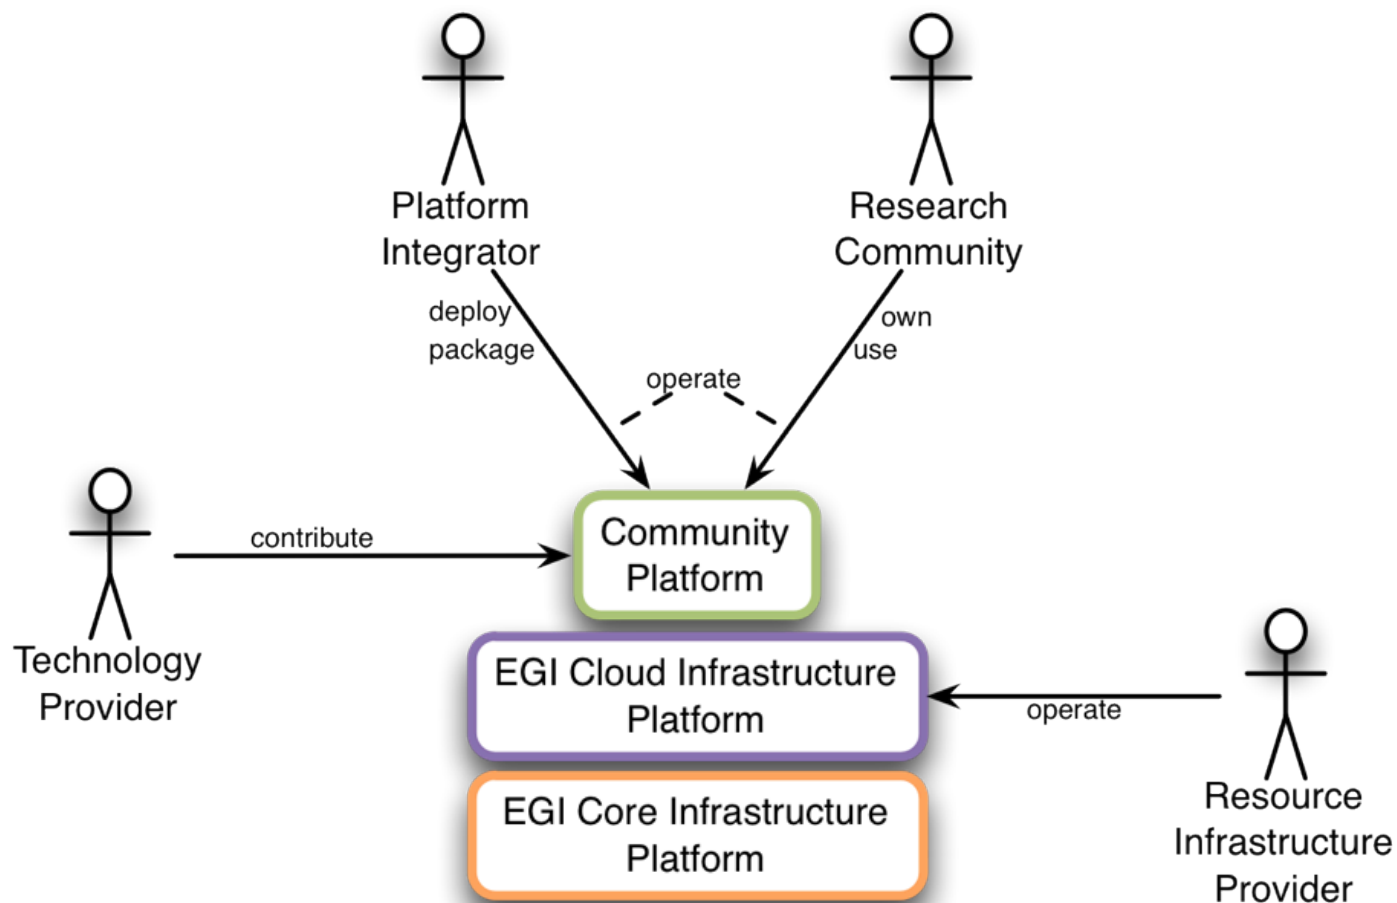 Platform
Integrator
Research
Community
deploy
package
own
use
operate
contribute
Technology
Provider
Community
Platform
EGI Cloud Infrastructure
Platform
operate
EGI Core Infrastructure
Platform
Resource
Infrastructure
Provider